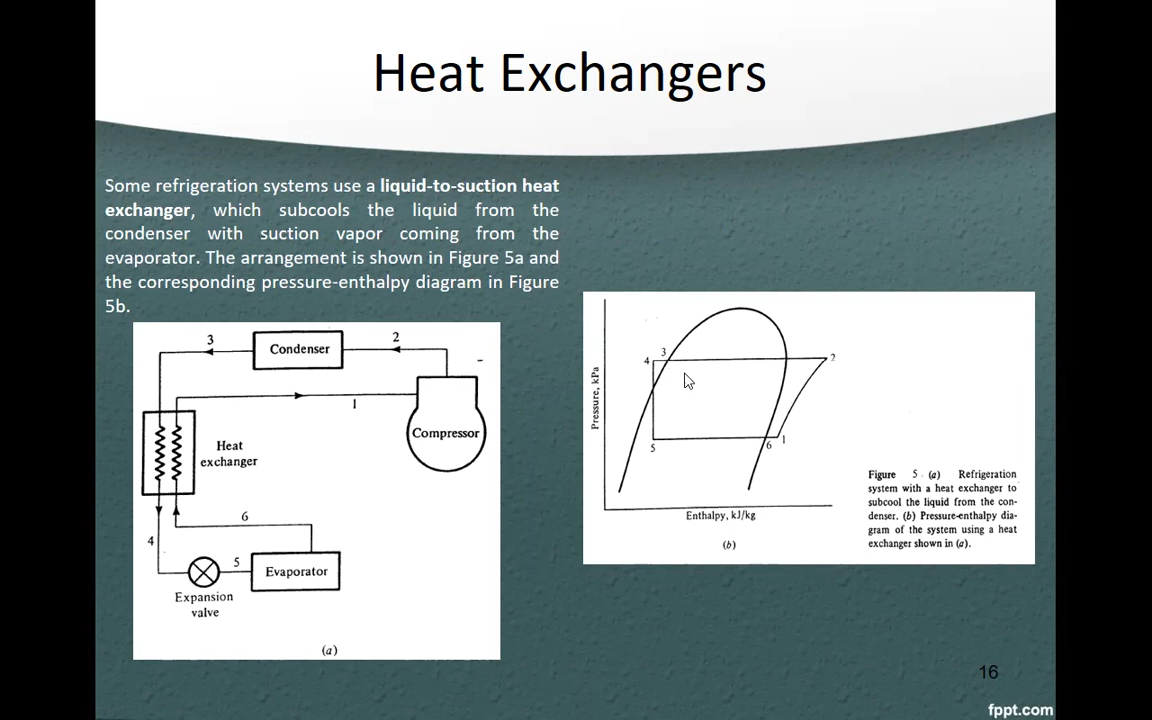 Heat Exchangers
Some refrigeration systems use a liquid-to-suction heat
exchanger, which subcools the liquid from the
condenser with suction vapor coming from the
evaporator. The arrangement is shown in Figure 5a and
the corresponding pressure-enthalpy diagram in Figure
5b.
3
Condenser
2
1
Compressor
Heat
exchanger
6
4
5
Evaporator
Expansion
valve
(a)
Pressure, kPa
4
3
2
5
6
1
Enthalpy, kJ/kg
(b)
Figure 5 (a) Refrigeration
system with a heat exchanger to
subcool the liquid from the con-
denser. (b) Pressure-enthalpy dia-
gram of the system using a heat
exchanger shown in (a).
16
fppt.com